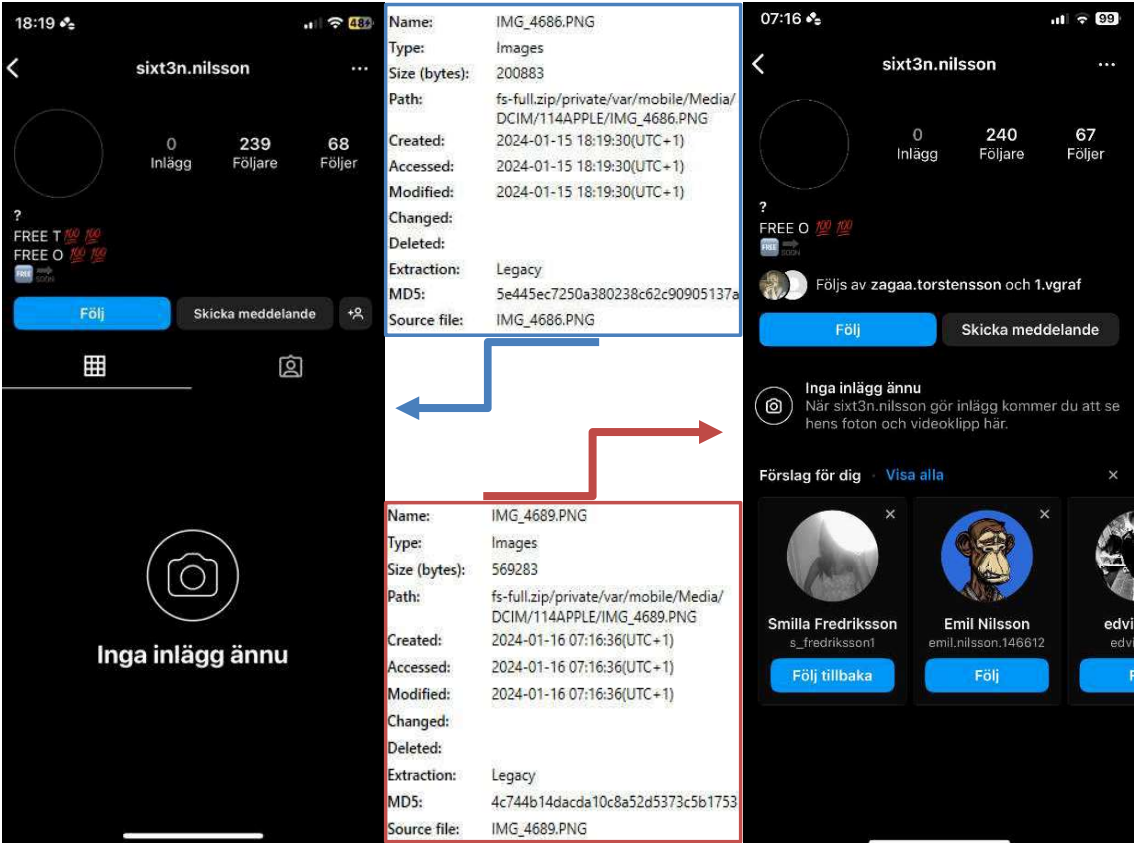 18:19
48
sixt3n.nilsson
...
0
239
68
Inlägg
Följare
Följer
?
FREE T 💯 💯
FREE O 💯 💯
FREE SOON
Följ
Skicka meddelande
Inga inlägg ännu
Name: IMG_4686.PNG
Type: Images
Size (bytes): 200883
Path: fs-full.zip/private/var/mobile/Media/
DCIM/114APPLE/IMG_4686.PNG
Created: 2024-01-15 18:19:30(UTC+1)
Accessed: 2024-01-15 18:19:30(UTC+1)
Modified: 2024-01-15 18:19:30(UTC+1)
Changed:
Deleted:
Extraction: Legacy
MD5: 5e445ec7250a380238c62c90905137a
Source file: IMG_4686.PNG
Name: IMG_4689.PNG
Type: Images
Size (bytes): 569283
Path: fs-full.zip/private/var/mobile/Media/
DCIM/114APPLE/IMG_4689.PNG
Created: 2024-01-16 07:16:36(UTC+1)
Accessed: 2024-01-16 07:16:36(UTC+1)
Modified: 2024-01-16 07:16:36(UTC+1)
Changed:
Deleted:
Extraction: Legacy
MD5: 4c744b14dacda10c8a52d5373c5b1753
Source file: IMG_4689.PNG
07:16
99
sixt3n.nilsson
...
0
240
67
Inlägg
Följare
Följer
?
FREE O 💯 💯
FREE SOON
Följs av zagaa.torstensson och 1.vgraf
Följ
Skicka meddelande
Inga inlägg ännu
När sixt3n.nilsson gör inlägg kommer du att se
hens foton och videoklipp här.
Förslag för dig · Visa alla
Smilla Fredriksson
s_fredriksson1
Följ tillbaka
Emil Nilsson
emil.nilsson.146612
Följ
edvi
edvi
F